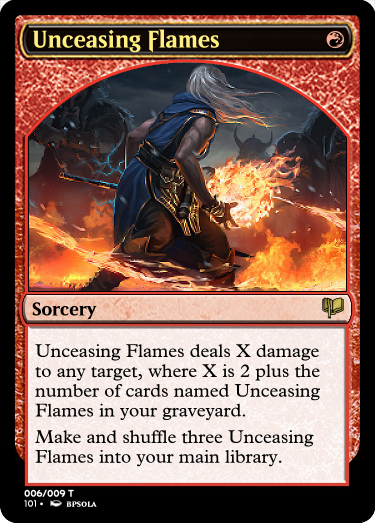 Unceasing Flames
Sorcery
Unceasing Flames deals X damage
to any target, where X is 2 plus the
number of cards named Unceasing
Flames in your graveyard.
Make and shuffle three Unceasing
Flames into your main library.
006/009 T
101 • BPSOLA